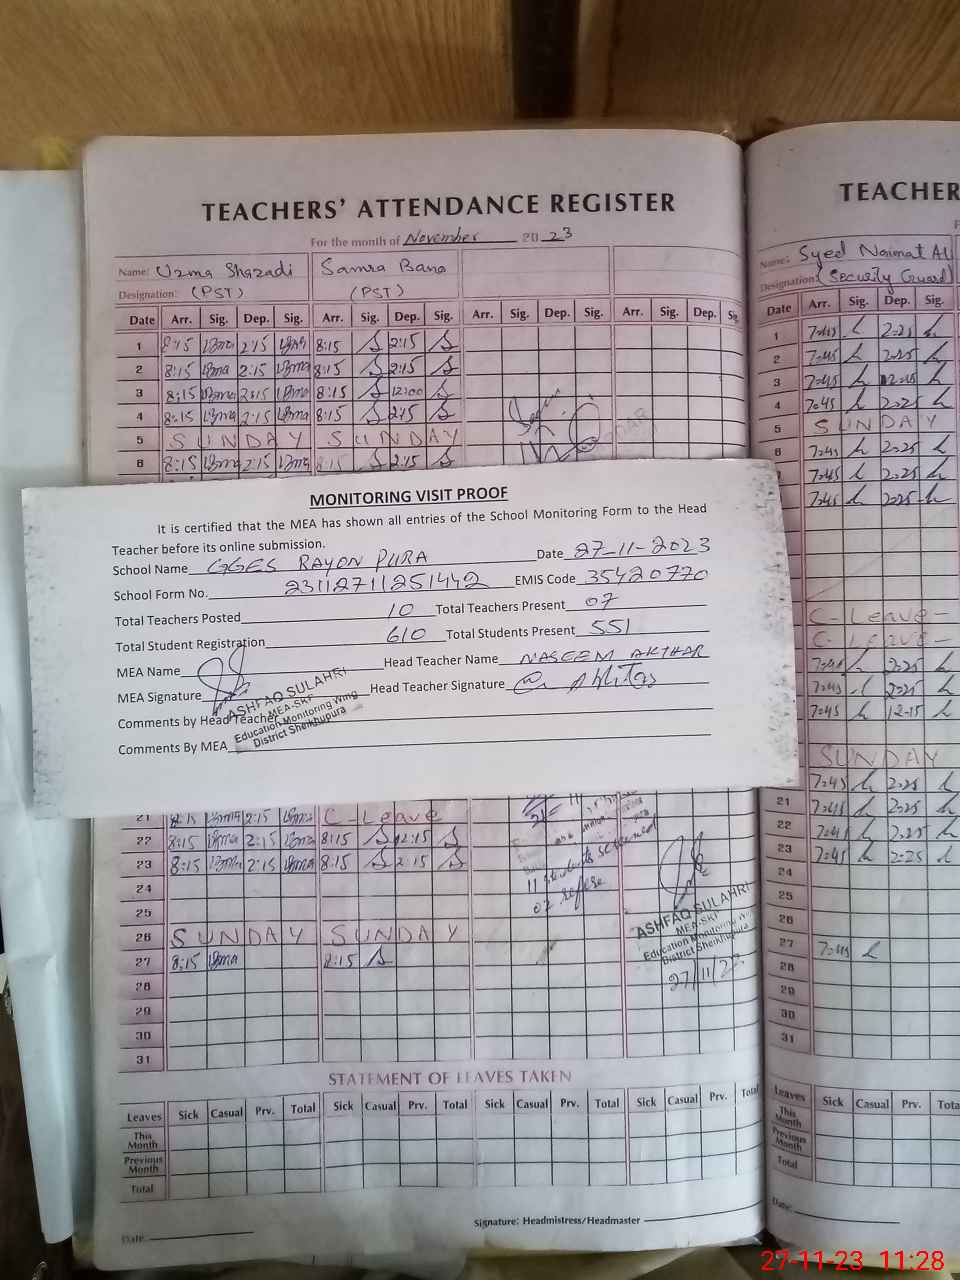 TEACHERS' ATTENDANCE REGISTER
For the month of November 20 23
Name: Uzma Shazadi Samra Bano
Designation: (PST) (PST)
Date Arr. Sig. Dep. Sig. Arr. Sig. Dep. Sig. Arr. Sig. Dep. Sig. Arr. Sig. Dep. Sig.
1 8:15 2:15 8:15 2:15
2 8:15 2:15 8:15 2:15
3 8:15 2:15 8:15 12:00
4 8:15 2:15 8:15 2:15
5 SUNDAY SUNDAY
6 8:15 2:15 8:15 2:15
MONITORING VISIT PROOF
It is certified that the MEA has shown all entries of the School Monitoring Form to the Head
Teacher before its online submission.
School Name GGES RAYON PURA Date 27-11-2023
School Form No. 23112711251442 EMIS Code 35420770
Total Teachers Posted 10 Total Teachers Present 07
Total Student Registration 610 Total Students Present 551
MEA Name Head Teacher Name NASEEM AKTHAR
MEA Signature Head Teacher Signature
ASHFAQ SULAHRI
MEA-SKF
Education Monitoring Wing
District Sheikhupura
Comments by Head Teacher
Comments By MEA
21 8:15 2:15 C-Leave
22 8:15 2:15 8:15 12:15
23 8:15 2:15 8:15 2:15
24
25
26 SUNDAY SUNDAY
27 8:15 8:15
28
29
30
31
11 students
ASHFAQ SULAHRI
MEA-SKF
Education Monitoring Wing
District Sheikhupura
27/11/23
STATEMENT OF LEAVES TAKEN
Leaves Sick Casual Prv. Total Sick Casual Prv. Total Sick Casual Prv. Total Sick Casual Prv. Total
This Month
Previous Month
Total
Signature: Headmistress/Headmaster
Date:
TEACHER
Name: Syed Naimat Al
Designation: (Security Guard)
Date Arr. Sig. Dep. Sig.
1 7:45 2:25
2 7:45 2:25
3 7:45
4 7:45 2:25
5 SUNDAY
6 7:45 2:25
7:45 2:25
7:45 2:25
C-Leave-
C-Leave-
7:45 2:25
7:45 2:25
7:45 12-15
SUNDAY
7:45 2:25
21 7:45 2:25
22 7:45 2:25
23 7:45 2:25
24
25
26
27 7:45
28
29
30
31
Leaves Sick Casual Prv. Tota
This Month
Previous Month
Total
Date:
27-11-23 11:28